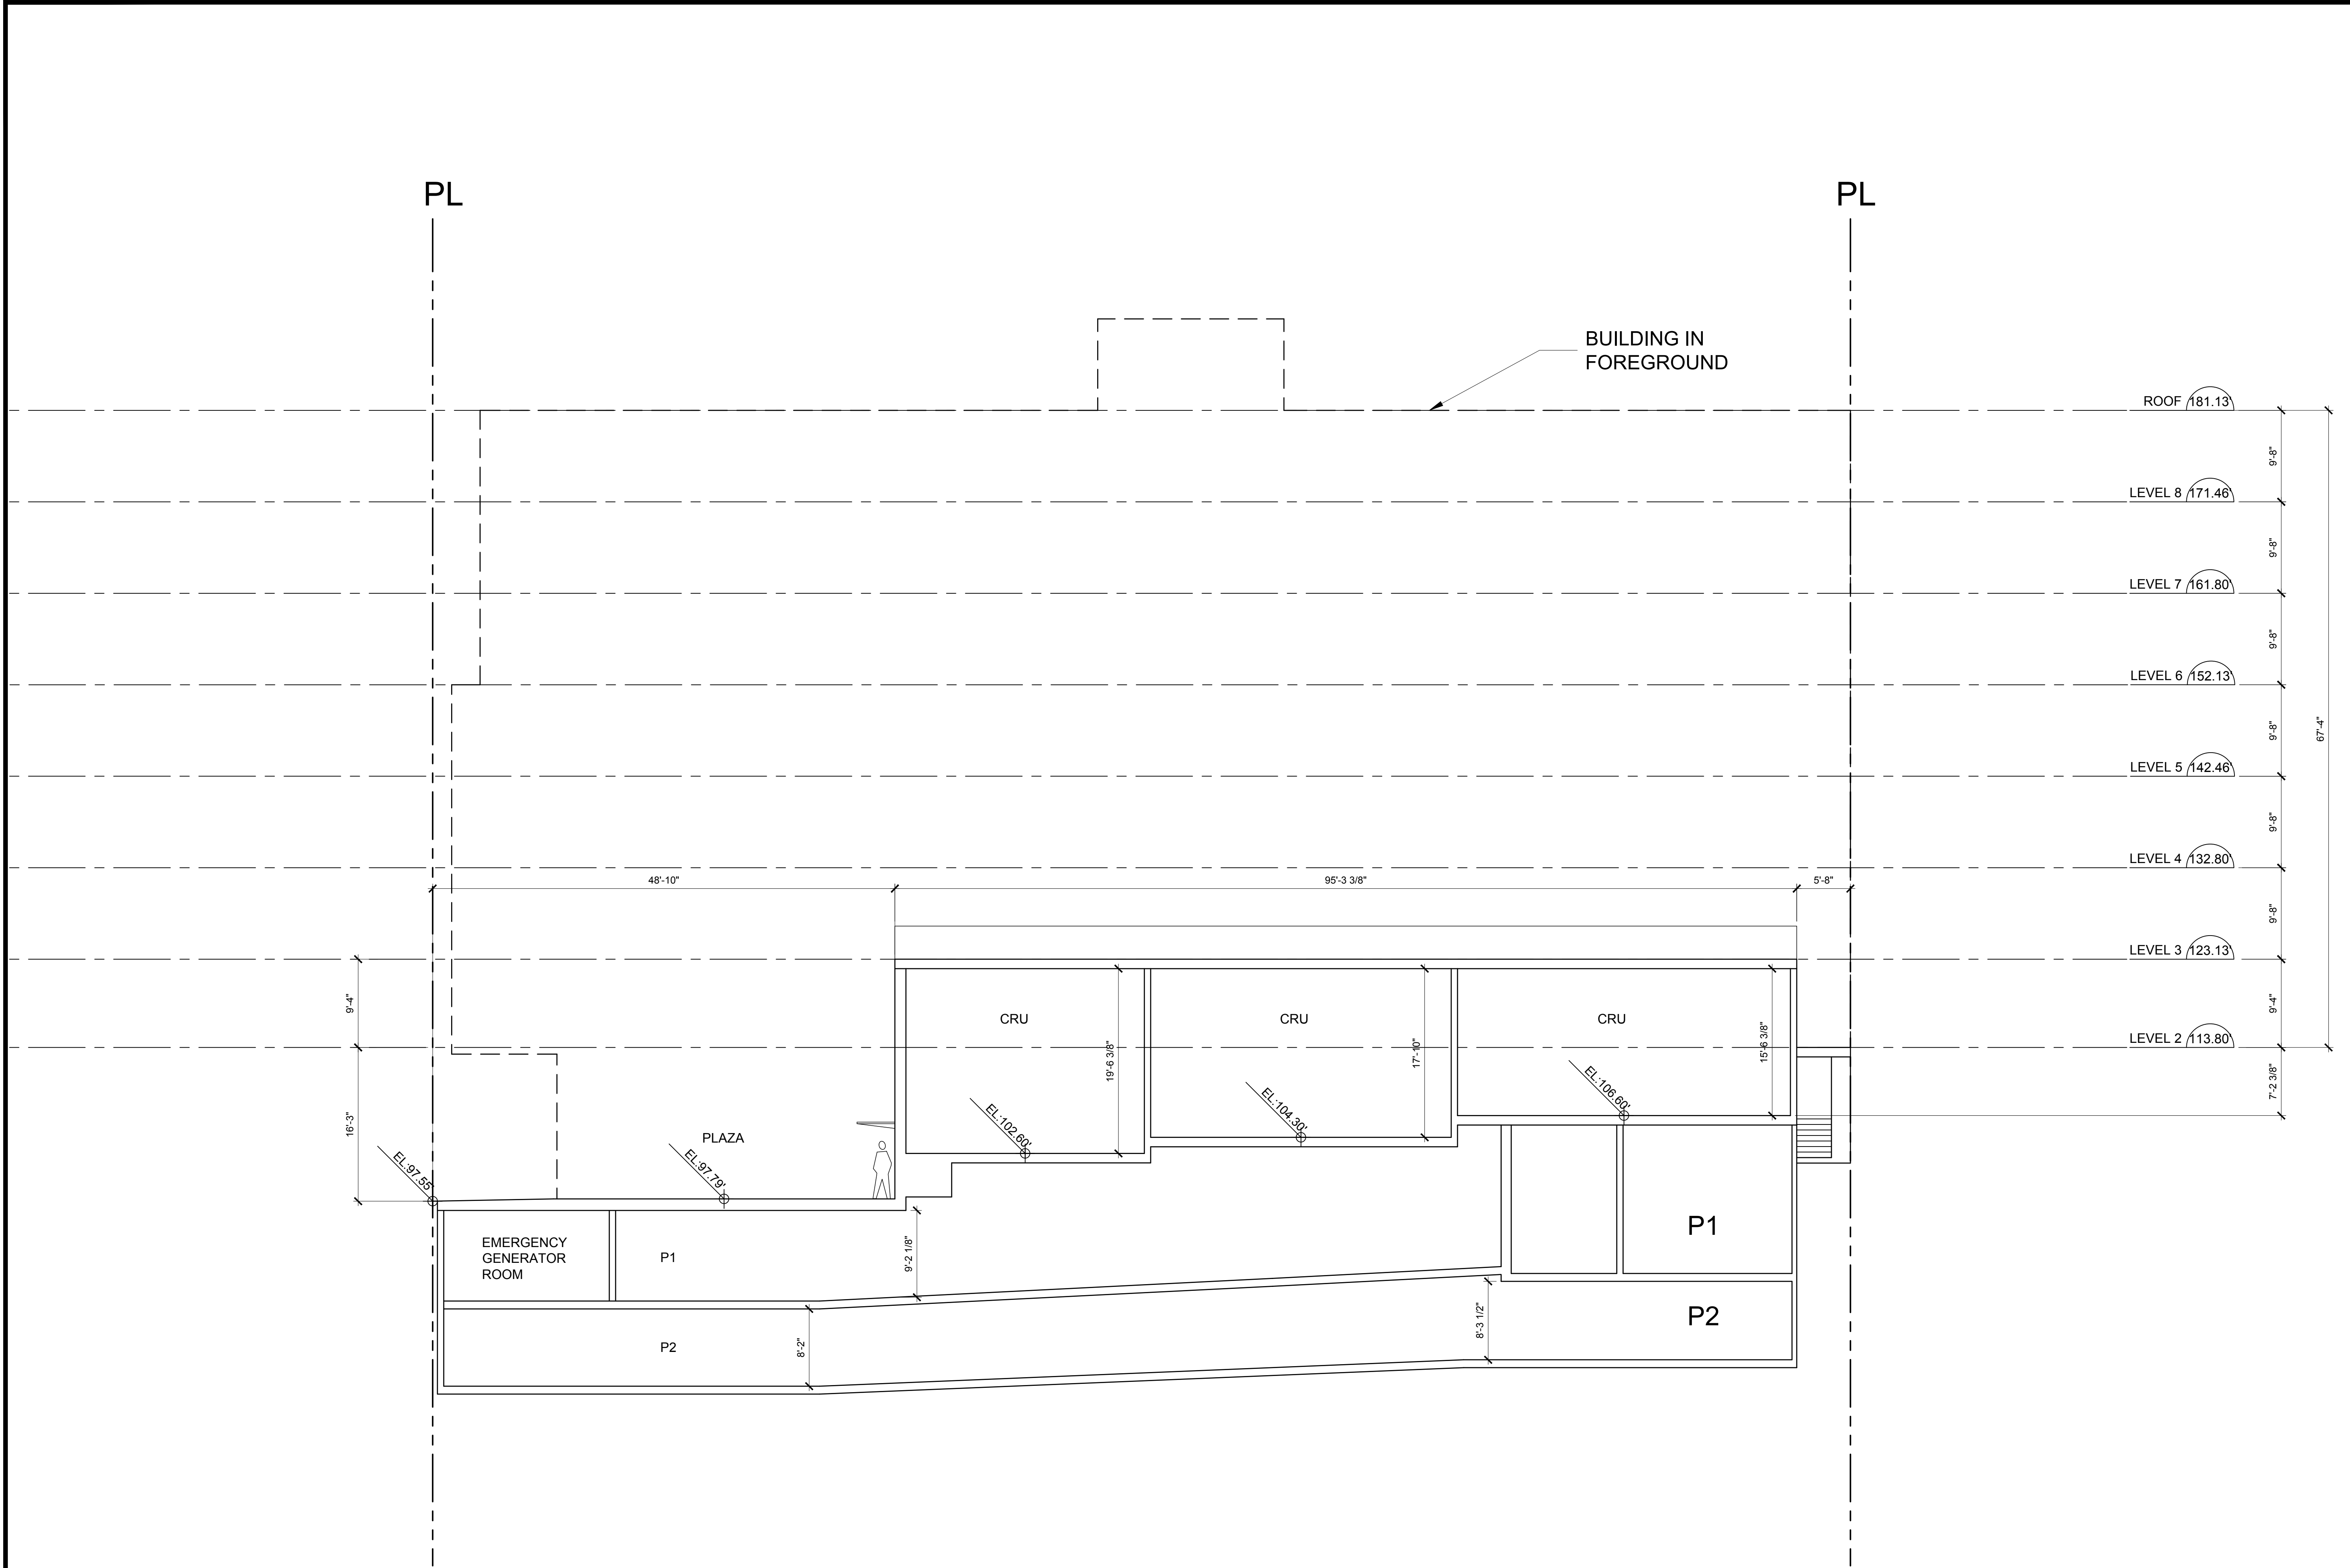 PL
PL
BUILDING IN
FOREGROUND
ROOF 181.13'
9'-8"
LEVEL 8 171.46'
9'-8"
LEVEL 7 161.80'
9'-8"
LEVEL 6 152.13'
67'-4"
9'-8"
LEVEL 5 142.46'
9'-8"
LEVEL 4 132.80'
48'-10"
95'-3 3/8"
5'-8"
9'-8"
LEVEL 3 123.13'
9'-4"
9'-4"
CRU
CRU
CRU
LEVEL 2 113.80'
19'-6 3/8"
17'-10"
15'-6 3/8"
7'-2 3/8"
16'-3"
EL:97.55'
PLAZA
EL:97.79'
EL:102.60'
EL:104.30'
EL:106.60'
EMERGENCY
GENERATOR
ROOM
P1
9'-2 1/8"
P1
P2
8'-2"
8'-3 1/2"
P2